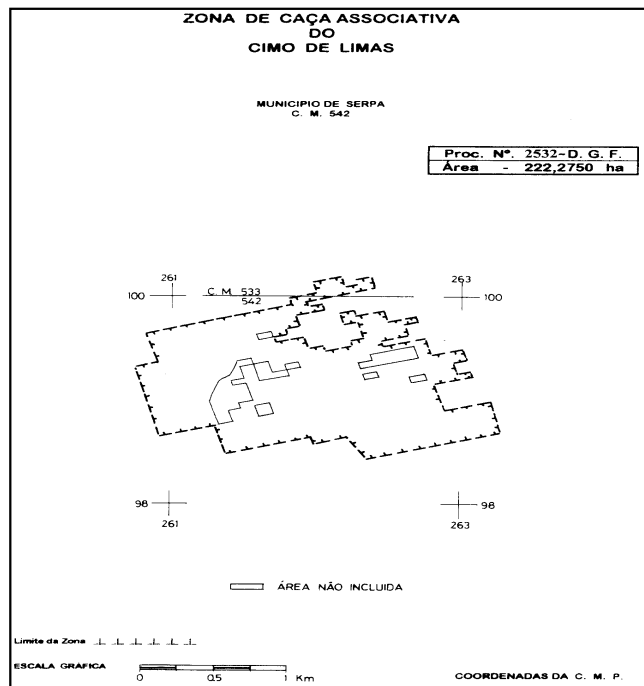 ZONA DE CAÇA ASSOCIATIVA
DO
CIMO DE LIMAS
MUNICIPIO DE SERPA
C. M. 542
Proc. Nº. 2532-D. G. F.
Área - 222,2750 ha
261
263
100
C. M. 533
542
100
98
98
261
263
ÁREA NÃO INCLUIDA
Limite da Zona
ESCALA GRAFICA
0 0.5 1 Km
COORDENADAS DA C. M. P.